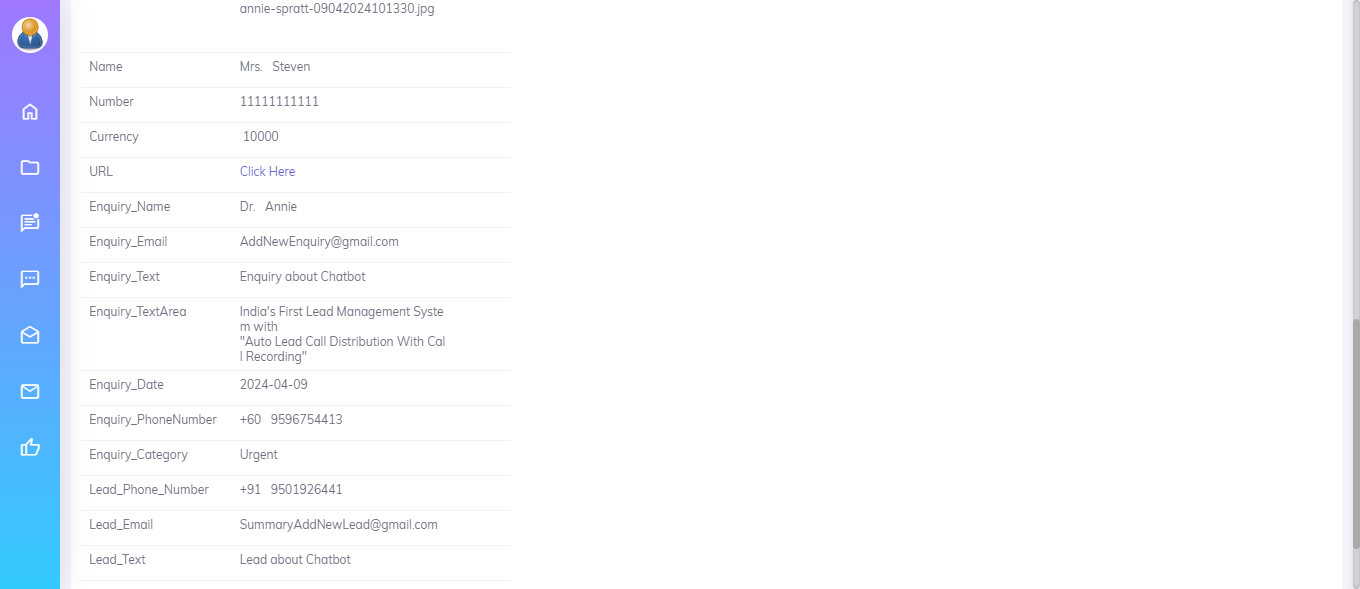 annie-spratt-09042024101330.jpg
Name Mrs. Steven
Number 11111111111
Currency 10000
URL Click Here
Enquiry_Name Dr. Annie
Enquiry_Email AddNewEnquiry@gmail.com
Enquiry_Text Enquiry about Chatbot
Enquiry_TextArea India's First Lead Management Syste
m with
"Auto Lead Call Distribution With Cal
l Recording"
Enquiry_Date 2024-04-09
Enquiry_PhoneNumber +60 9596754413
Enquiry_Category Urgent
Lead_Phone_Number +91 9501926441
Lead_Email SummaryAddNewLead@gmail.com
Lead_Text Lead about Chatbot